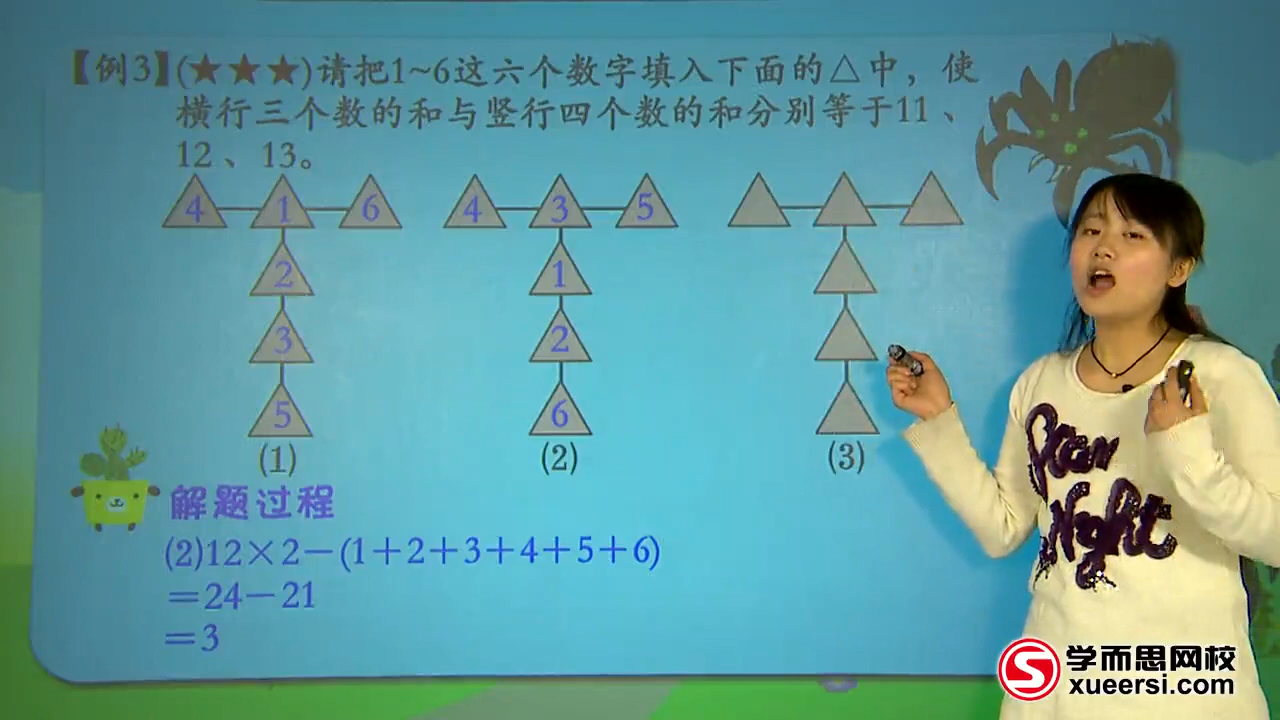 【例3】(★★★)请把1~6这六个数字填入下面的△中，使
横行三个数的和与竖行四个数的和分别等于11、
12、13。
4 1 6 4 3 5
2 1
3 2
5 6
(1) (2) (3)
解题过程
(2)12×2－(1＋2＋3＋4＋5＋6)
＝24－21
＝3
学而思网校
xueersi.com